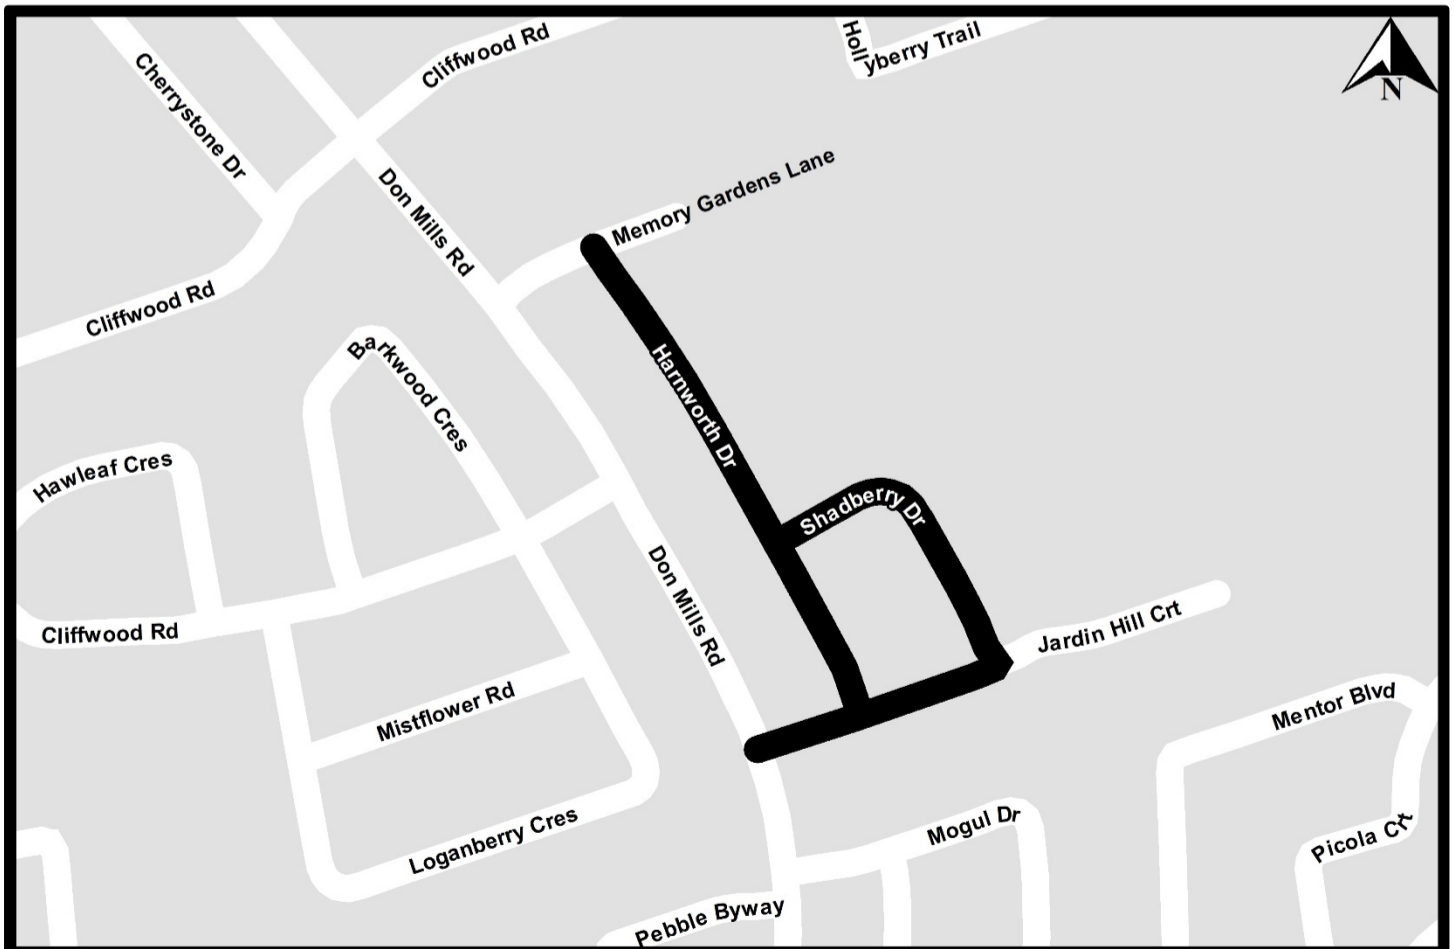 Cliffwood Rd
Hollyberry Trail
Cherrystone Dr
N
Memory Gardens Lane
Don Mills Rd
Cliffwood Rd
Barkwood Cres
Harnworth Dr
Hawleaf Cres
Shadberry Dr
Don Mills Rd
Jardin Hill Crt
Cliffwood Rd
Mistflower Rd
Mentor Blvd
Loganberry Cres
Mogul Dr
Picola Crt
Pebble Byway